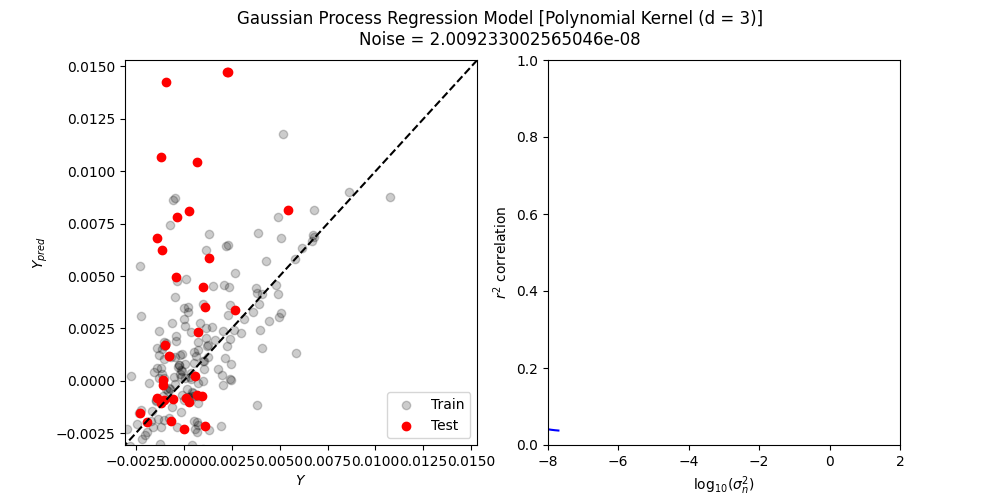 Gaussian Process Regression Model [Polynomial Kernel (d = 3)]
Noise = 2.009233002565046e-08
0.0150
0.0125
0.0100
0.0075
0.0050
0.0025
0.0000
−0.0025
Y_pred
−0.0025 0.0000 0.0025 0.0050 0.0075 0.0100 0.0125 0.0150
Y
Train
Test
1.0
0.8
0.6
0.4
0.2
0.0
r² correlation
−8 −6 −4 −2 0 2
log₁₀(σₙ²)